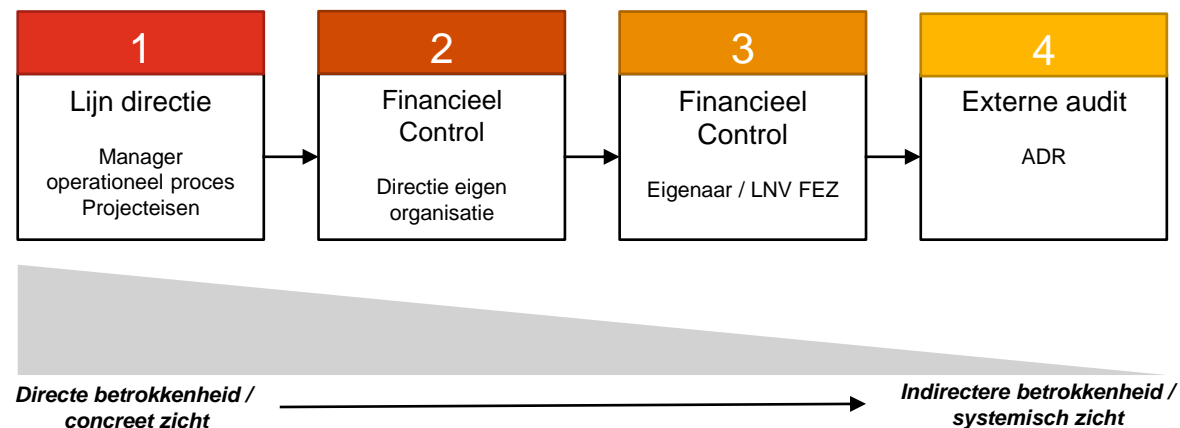 1
Lijn directie
Manager
operationeel proces
Projecteisen
2
Financieel
Control
Directie eigen
organisatie
3
Financieel
Control
Eigenaar / LNV FEZ
4
Externe audit
ADR
Directe betrokkenheid /
concreet zicht
Indirectere betrokkenheid /
systemisch zicht